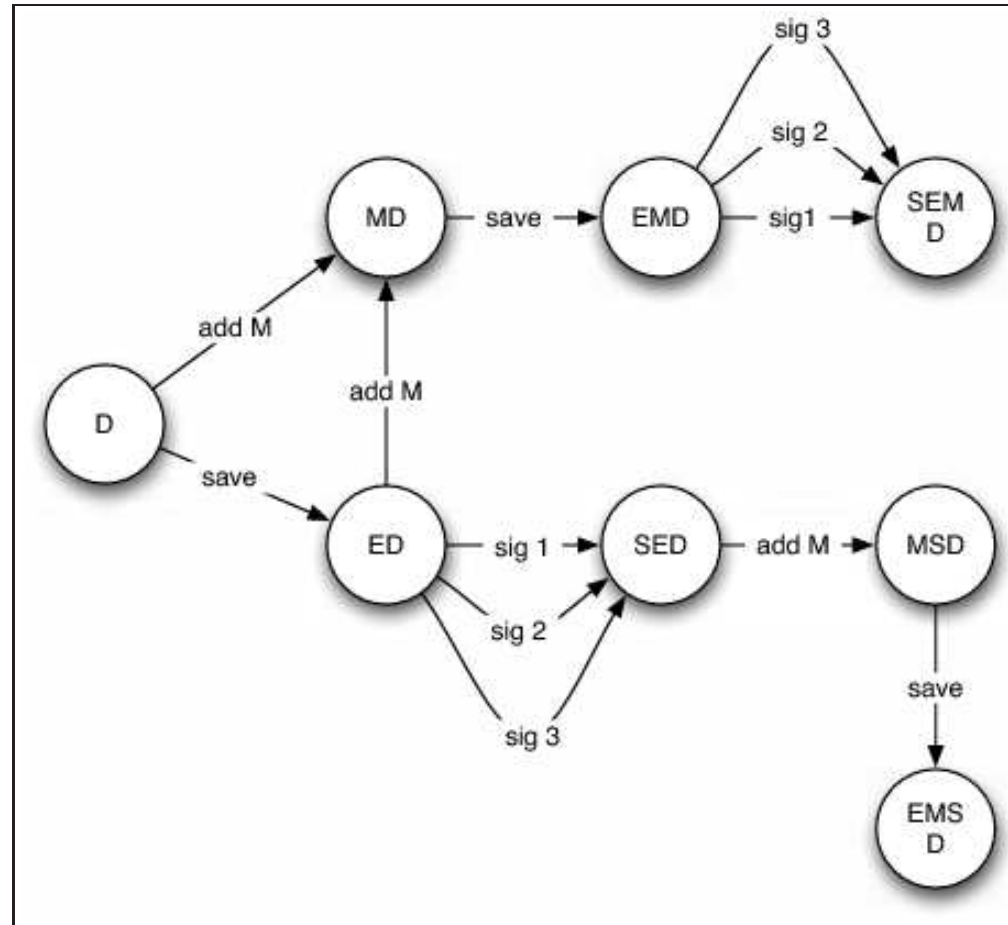 sig 3
sig 2
MD
save
EMD
sig1
SEM
D
add M
add M
D
save
ED
sig 1
SED
add M
MSD
sig 2
save
sig 3
EMS
D